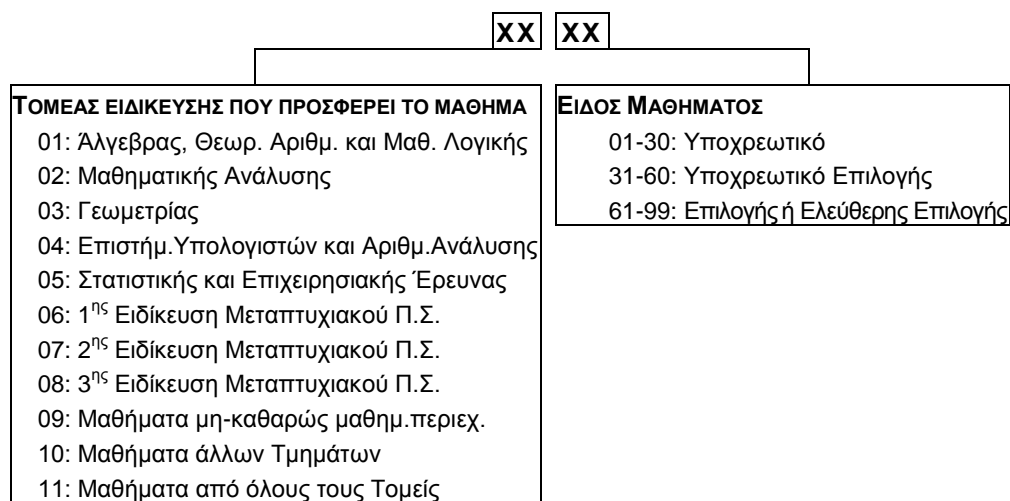 XX XX
ΤΟΜΕΑΣ ΕΙΔΙΚΕΥΣΗΣ ΠΟΥ ΠΡΟΣΦΕΡΕΙ ΤΟ ΜΑΘΗΜΑ
01: Άλγεβρας, Θεωρ. Αριθμ. και Μαθ. Λογικής
02: Μαθηματικής Ανάλυσης
03: Γεωμετρίας
04: Επιστήμ.Υπολογιστών και Αριθμ.Ανάλυσης
05: Στατιστικής και Επιχειρησιακής Έρευνας
06: 1ης Ειδίκευση Μεταπτυχιακού Π.Σ.
07: 2ης Ειδίκευση Μεταπτυχιακού Π.Σ.
08: 3ης Ειδίκευση Μεταπτυχιακού Π.Σ.
09: Μαθήματα μη-καθαρώς μαθημ.περιεχ.
10: Μαθήματα άλλων Τμημάτων
11: Μαθήματα από όλους τους Τομείς
ΕΙΔΟΣ ΜΑΘΗΜΑΤΟΣ
01-30: Υποχρεωτικό
31-60: Υποχρεωτικό Επιλογής
61-99: Επιλογής ή Ελεύθερης Επιλογής